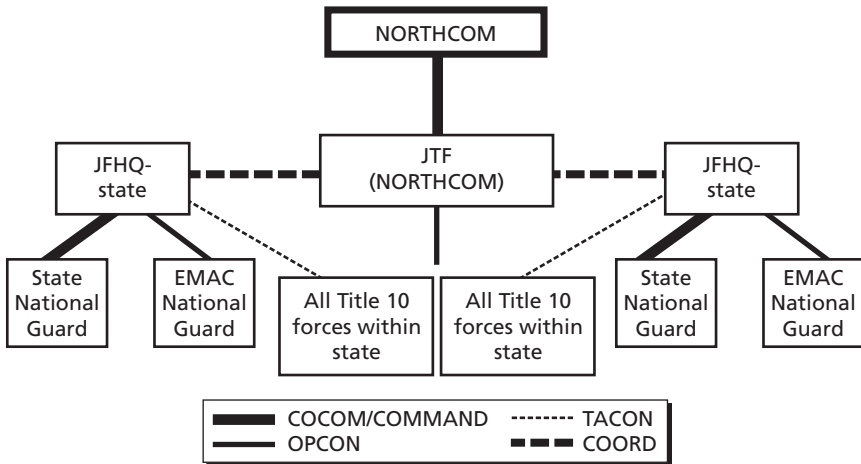 NORTHCOM
JFHQ-
state
JTF
(NORTHCOM)
JFHQ-
state
State
National
Guard
EMAC
National
Guard
All Title 10
forces within
state
All Title 10
forces within
state
State
National
Guard
EMAC
National
Guard
COCOM/COMMAND
OPCON
TACON
COORD